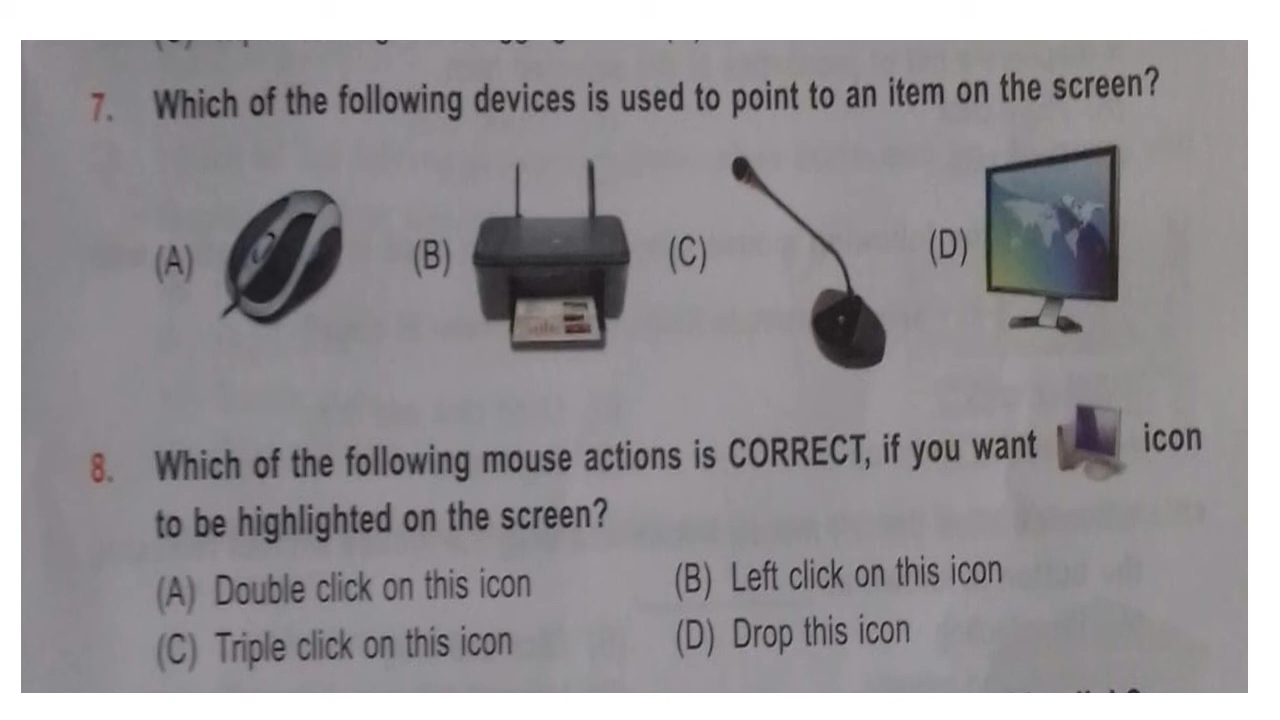 7. Which of the following devices is used to point to an item on the screen?
(A) (B) (C) (D)
8. Which of the following mouse actions is CORRECT, if you want icon
to be highlighted on the screen?
(A) Double click on this icon (B) Left click on this icon
(C) Triple click on this icon (D) Drop this icon